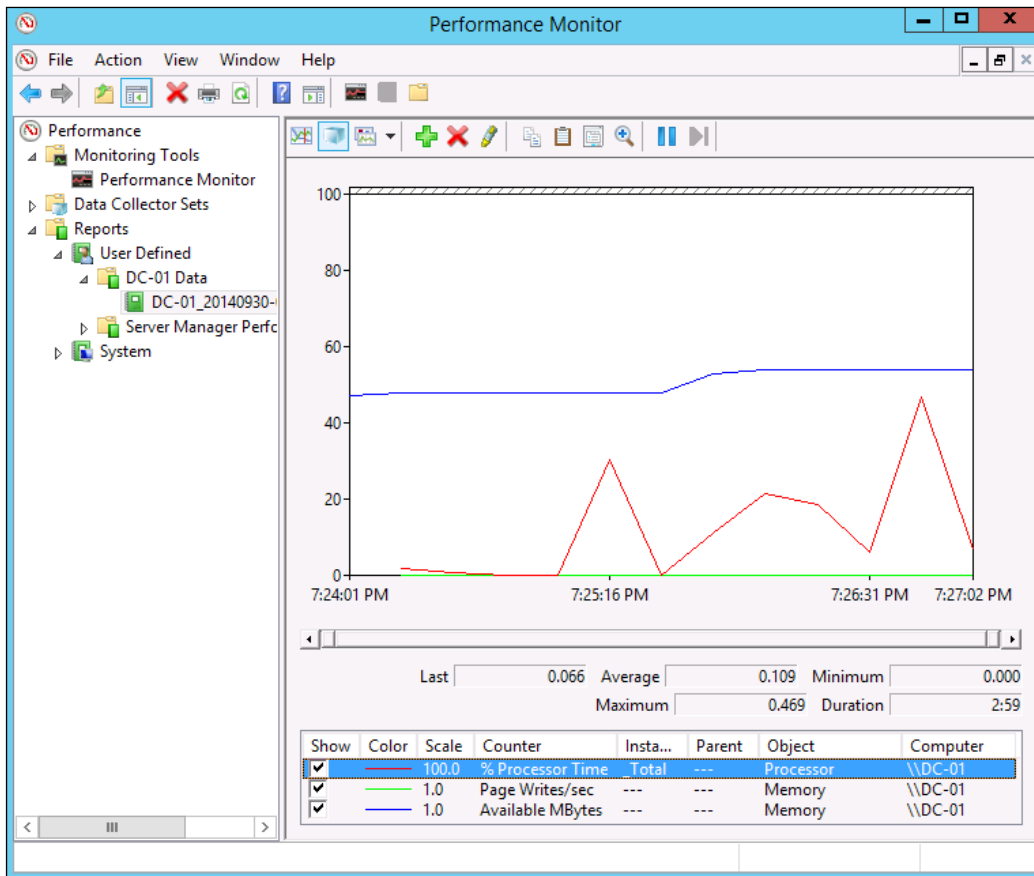 Performance Monitor
File Action View Window Help
Performance
Monitoring Tools
Performance Monitor
Data Collector Sets
Reports
User Defined
DC-01 Data
DC-01_20140930-
Server Manager Perfc
System
100
80
60
40
20
0
7:24:01 PM 7:25:16 PM 7:26:31 PM 7:27:02 PM
Last 0.066 Average 0.109 Minimum 0.000
Maximum 0.469 Duration 2:59
Show Color Scale Counter Insta... Parent Object Computer
100.0 % Processor Time _Total --- Processor \\DC-01
1.0 Page Writes/sec --- --- Memory \\DC-01
1.0 Available MBytes --- --- Memory \\DC-01